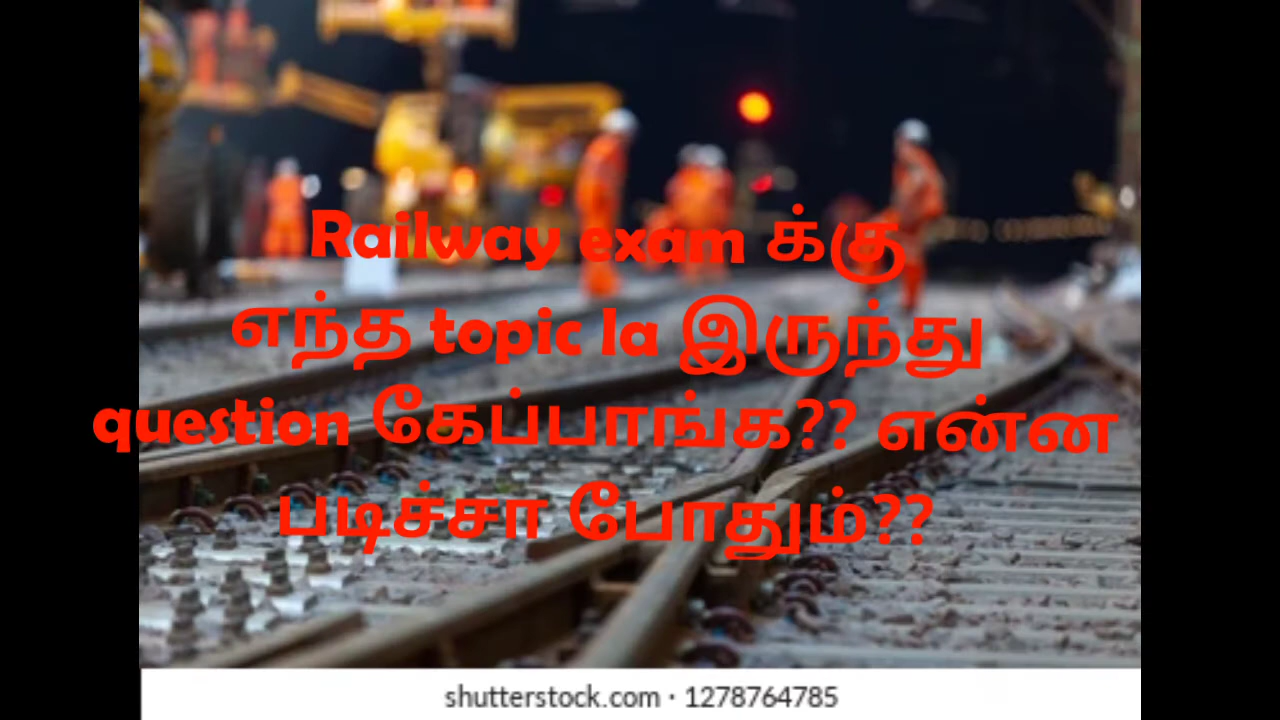 Railway exam க்கு
எந்த topic la இருந்து
question கேப்பாங்க?? என்ன
படிச்சா போதும்??
shutterstock.com · 1278764785